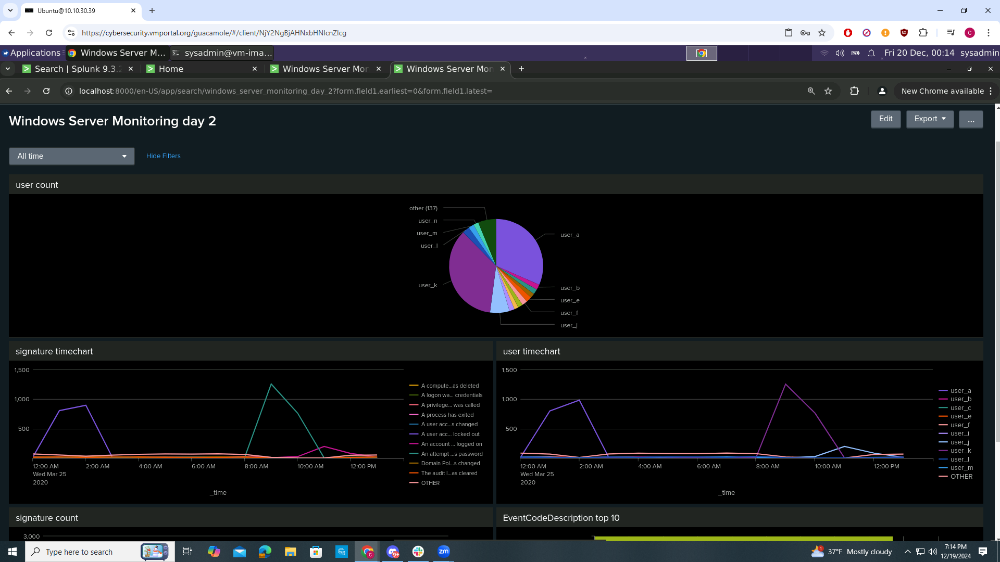 Ubuntu@10.10.30.39
https://cybersecurity.vmportal.org/guacamole/#/client/NjY2NgBjAHNxbHNlcnZlcg
Applications Windows Server M... sysadmin@vm-ima... Fri 20 Dec, 00:14 sysadmin
Search | Splunk 9.3.2 Home Windows Server Mon Windows Server Mon
localhost:8000/en-US/app/search/windows_server_monitoring_day_2?form.field1.earliest=0&form.field1.latest= New Chrome available
Windows Server Monitoring day 2 Edit Export ...
All time Hide Filters
user count
other (137)
user_n
user_m
user_l
user_k
user_a
user_b
user_e
user_f
user_j
signature timechart
1,500
1,000
500
12:00 AM 2:00 AM 4:00 AM 6:00 AM 8:00 AM 10:00 AM 12:00 PM
Wed Mar 25
2020
_time
A compute...as deleted
A logon wa... credentials
A privilege... was called
A process has exited
A user acc...s changed
A user acc... locked out
An account ... logged on
An attempt ...s password
Domain Pol...s changed
The audit l...as cleared
OTHER
user timechart
1,500
1,000
500
12:00 AM 2:00 AM 4:00 AM 6:00 AM 8:00 AM 10:00 AM 12:00 PM
Wed Mar 25
2020
_time
user_a
user_b
user_c
user_e
user_f
user_i
user_j
user_k
user_l
user_m
OTHER
signature count
3,000
EventCodeDescription top 10
Type here to search
9+
zm
1
37°F Mostly cloudy
7:14 PM
12/19/2024